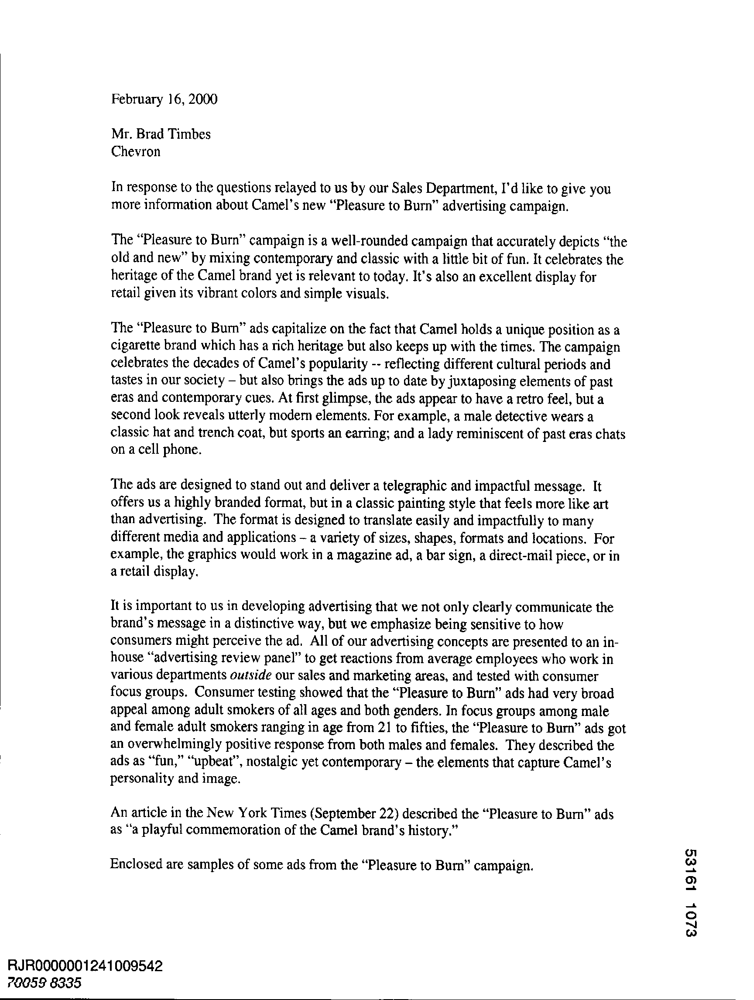 February 16, 2000
Mr. Brad Timbes
Chevron
In response to the questions relayed to us by our Sales Department, I'd like to give you
more information about Camel's new "Pleasure to Burn" advertising campaign.
The "Pleasure to Burn" campaign is a well-rounded campaign that accurately depicts "the
old and new" by mixing contemporary and classic with a little bit of fun. It celebrates the
heritage of the Camel brand yet is relevant to today. It's also an excellent display for
retail given its vibrant colors and simple visuals.
The "Pleasure to Burn" ads capitalize on the fact that Camel holds a unique position as a
cigarette brand which has a rich heritage but also keeps up with the times. The campaign
celebrates the decades of Camel's popularity -- reflecting different cultural periods and
tastes in our society – but also brings the ads up to date by juxtaposing elements of past
eras and contemporary cues. At first glimpse, the ads appear to have a retro feel, but a
second look reveals utterly modern elements. For example, a male detective wears a
classic hat and trench coat, but sports an earring; and a lady reminiscent of past eras chats
on a cell phone.
The ads are designed to stand out and deliver a telegraphic and impactful message. It
offers us a highly branded format, but in a classic painting style that feels more like art
than advertising. The format is designed to translate easily and impactfully to many
different media and applications – a variety of sizes, shapes, formats and locations. For
example, the graphics would work in a magazine ad, a bar sign, a direct-mail piece, or in
a retail display.
It is important to us in developing advertising that we not only clearly communicate the
brand's message in a distinctive way, but we emphasize being sensitive to how
consumers might perceive the ad. All of our advertising concepts are presented to an in-
house "advertising review panel" to get reactions from average employees who work in
various departments outside our sales and marketing areas, and tested with consumer
focus groups. Consumer testing showed that the "Pleasure to Burn" ads had very broad
appeal among adult smokers of all ages and both genders. In focus groups among male
and female adult smokers ranging in age from 21 to fifties, the "Pleasure to Burn" ads got
an overwhelmingly positive response from both males and females. They described the
ads as "fun," "upbeat", nostalgic yet contemporary – the elements that capture Camel's
personality and image.
An article in the New York Times (September 22) described the "Pleasure to Burn" ads
as "a playful commemoration of the Camel brand's history."
Enclosed are samples of some ads from the "Pleasure to Burn" campaign.
53161 1073
RJR0000001241009542
70059 8335